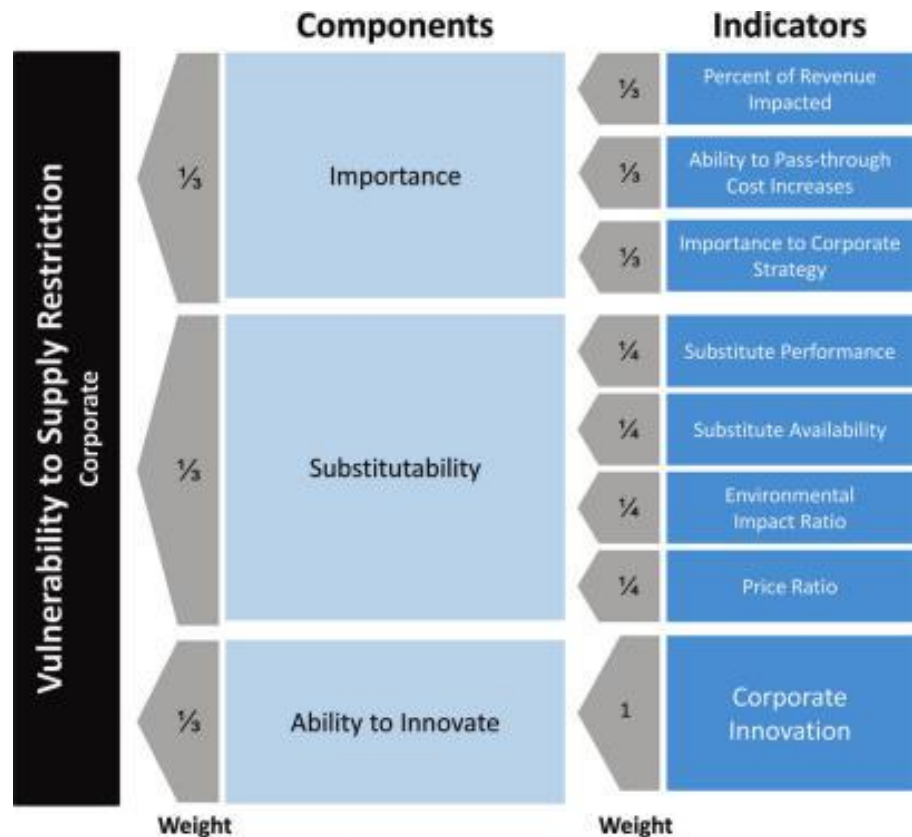 Components
Indicators
Vulnerability to Supply Restriction
Corporate
⅓
Importance
⅓
Percent of Revenue
Impacted
⅓
Ability to Pass-through
Cost Increases
⅓
Importance to Corporate
Strategy
⅓
Substitutability
¼
Substitute Performance
¼
Substitute Availability
¼
Environmental
Impact Ratio
¼
Price Ratio
⅓
Ability to Innovate
1
Corporate
Innovation
Weight
Weight